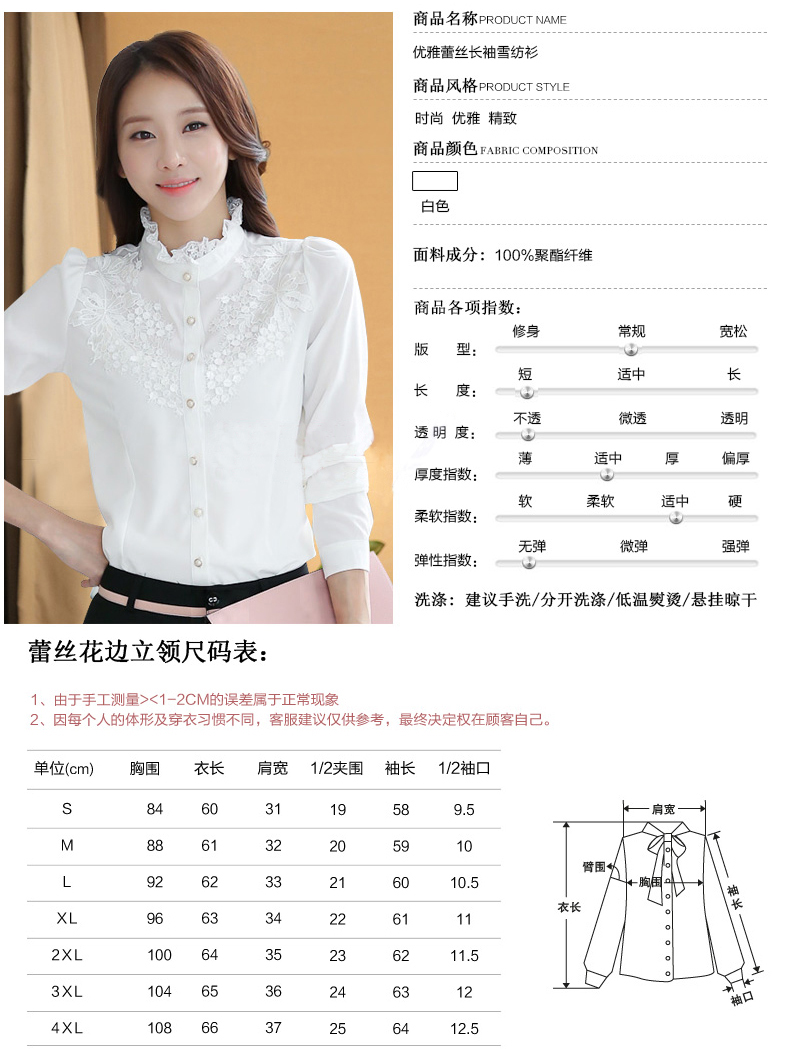 商品名称PRODUCT NAME
优雅蕾丝长袖雪纺衫
商品风格PRODUCT STYLE
时尚 优雅 精致
商品颜色FABRIC COMPOSITION
白色
面料成分：100%聚酯纤维
商品各项指数：
修身 常规 宽松
版 型：
短 适中 长
长 度：
不透 微透 透明
透 明 度：
薄 适中 厚 偏厚
厚度指数：
软 柔软 适中 硬
柔软指数：
无弹 微弹 强弹
弹性指数：
洗涤：建议手洗/分开洗涤/低温熨烫/悬挂晾干
蕾丝花边立领尺码表：
1、由于手工测量><1-2CM的误差属于正常现象
2、因每个人的体形及穿衣习惯不同，客服建议仅供参考，最终决定权在顾客自己。
单位(cm) 胸围 衣长 肩宽 1/2夹围 袖长 1/2袖口
S 84 60 31 19 58 9.5
M 88 61 32 20 59 10
L 92 62 33 21 60 10.5
XL 96 63 34 22 61 11
2XL 100 64 35 23 62 11.5
3XL 104 65 36 24 63 12
4XL 108 66 37 25 64 12.5
肩宽
臂围
胸围
衣长
袖长
袖口